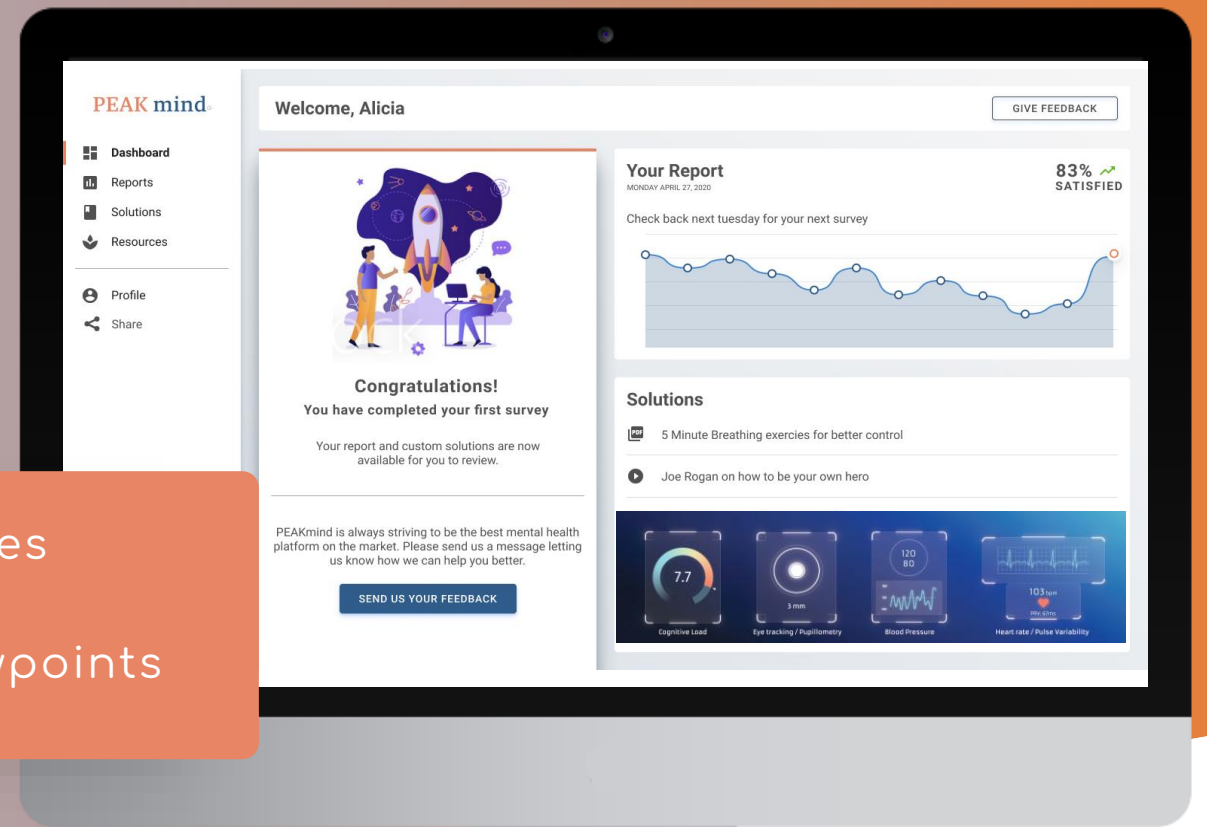 PEAK mind
Dashboard
Reports
Solutions
Resources
Profile
Share
Welcome, Alicia
GIVE FEEDBACK
Congratulations!
You have completed your first survey
Your report and custom solutions are now
available for you to review.
PEAKmind is always striving to be the best mental health
platform on the market. Please send us a message letting
us know how we can help you better.
SEND US YOUR FEEDBACK
Your Report
MONDAY APRIL 27, 2020
83%
SATISFIED
Check back next tuesday for your next survey
Solutions
PDF
5 Minute Breathing exercies for better control
Joe Rogan on how to be your own hero
7.7
Cognitive Load
3 mm
Eye tracking / Pupillometry
120
80
Blood Pressure
103 bpm
Heart rate / Pulse Variability
es
points